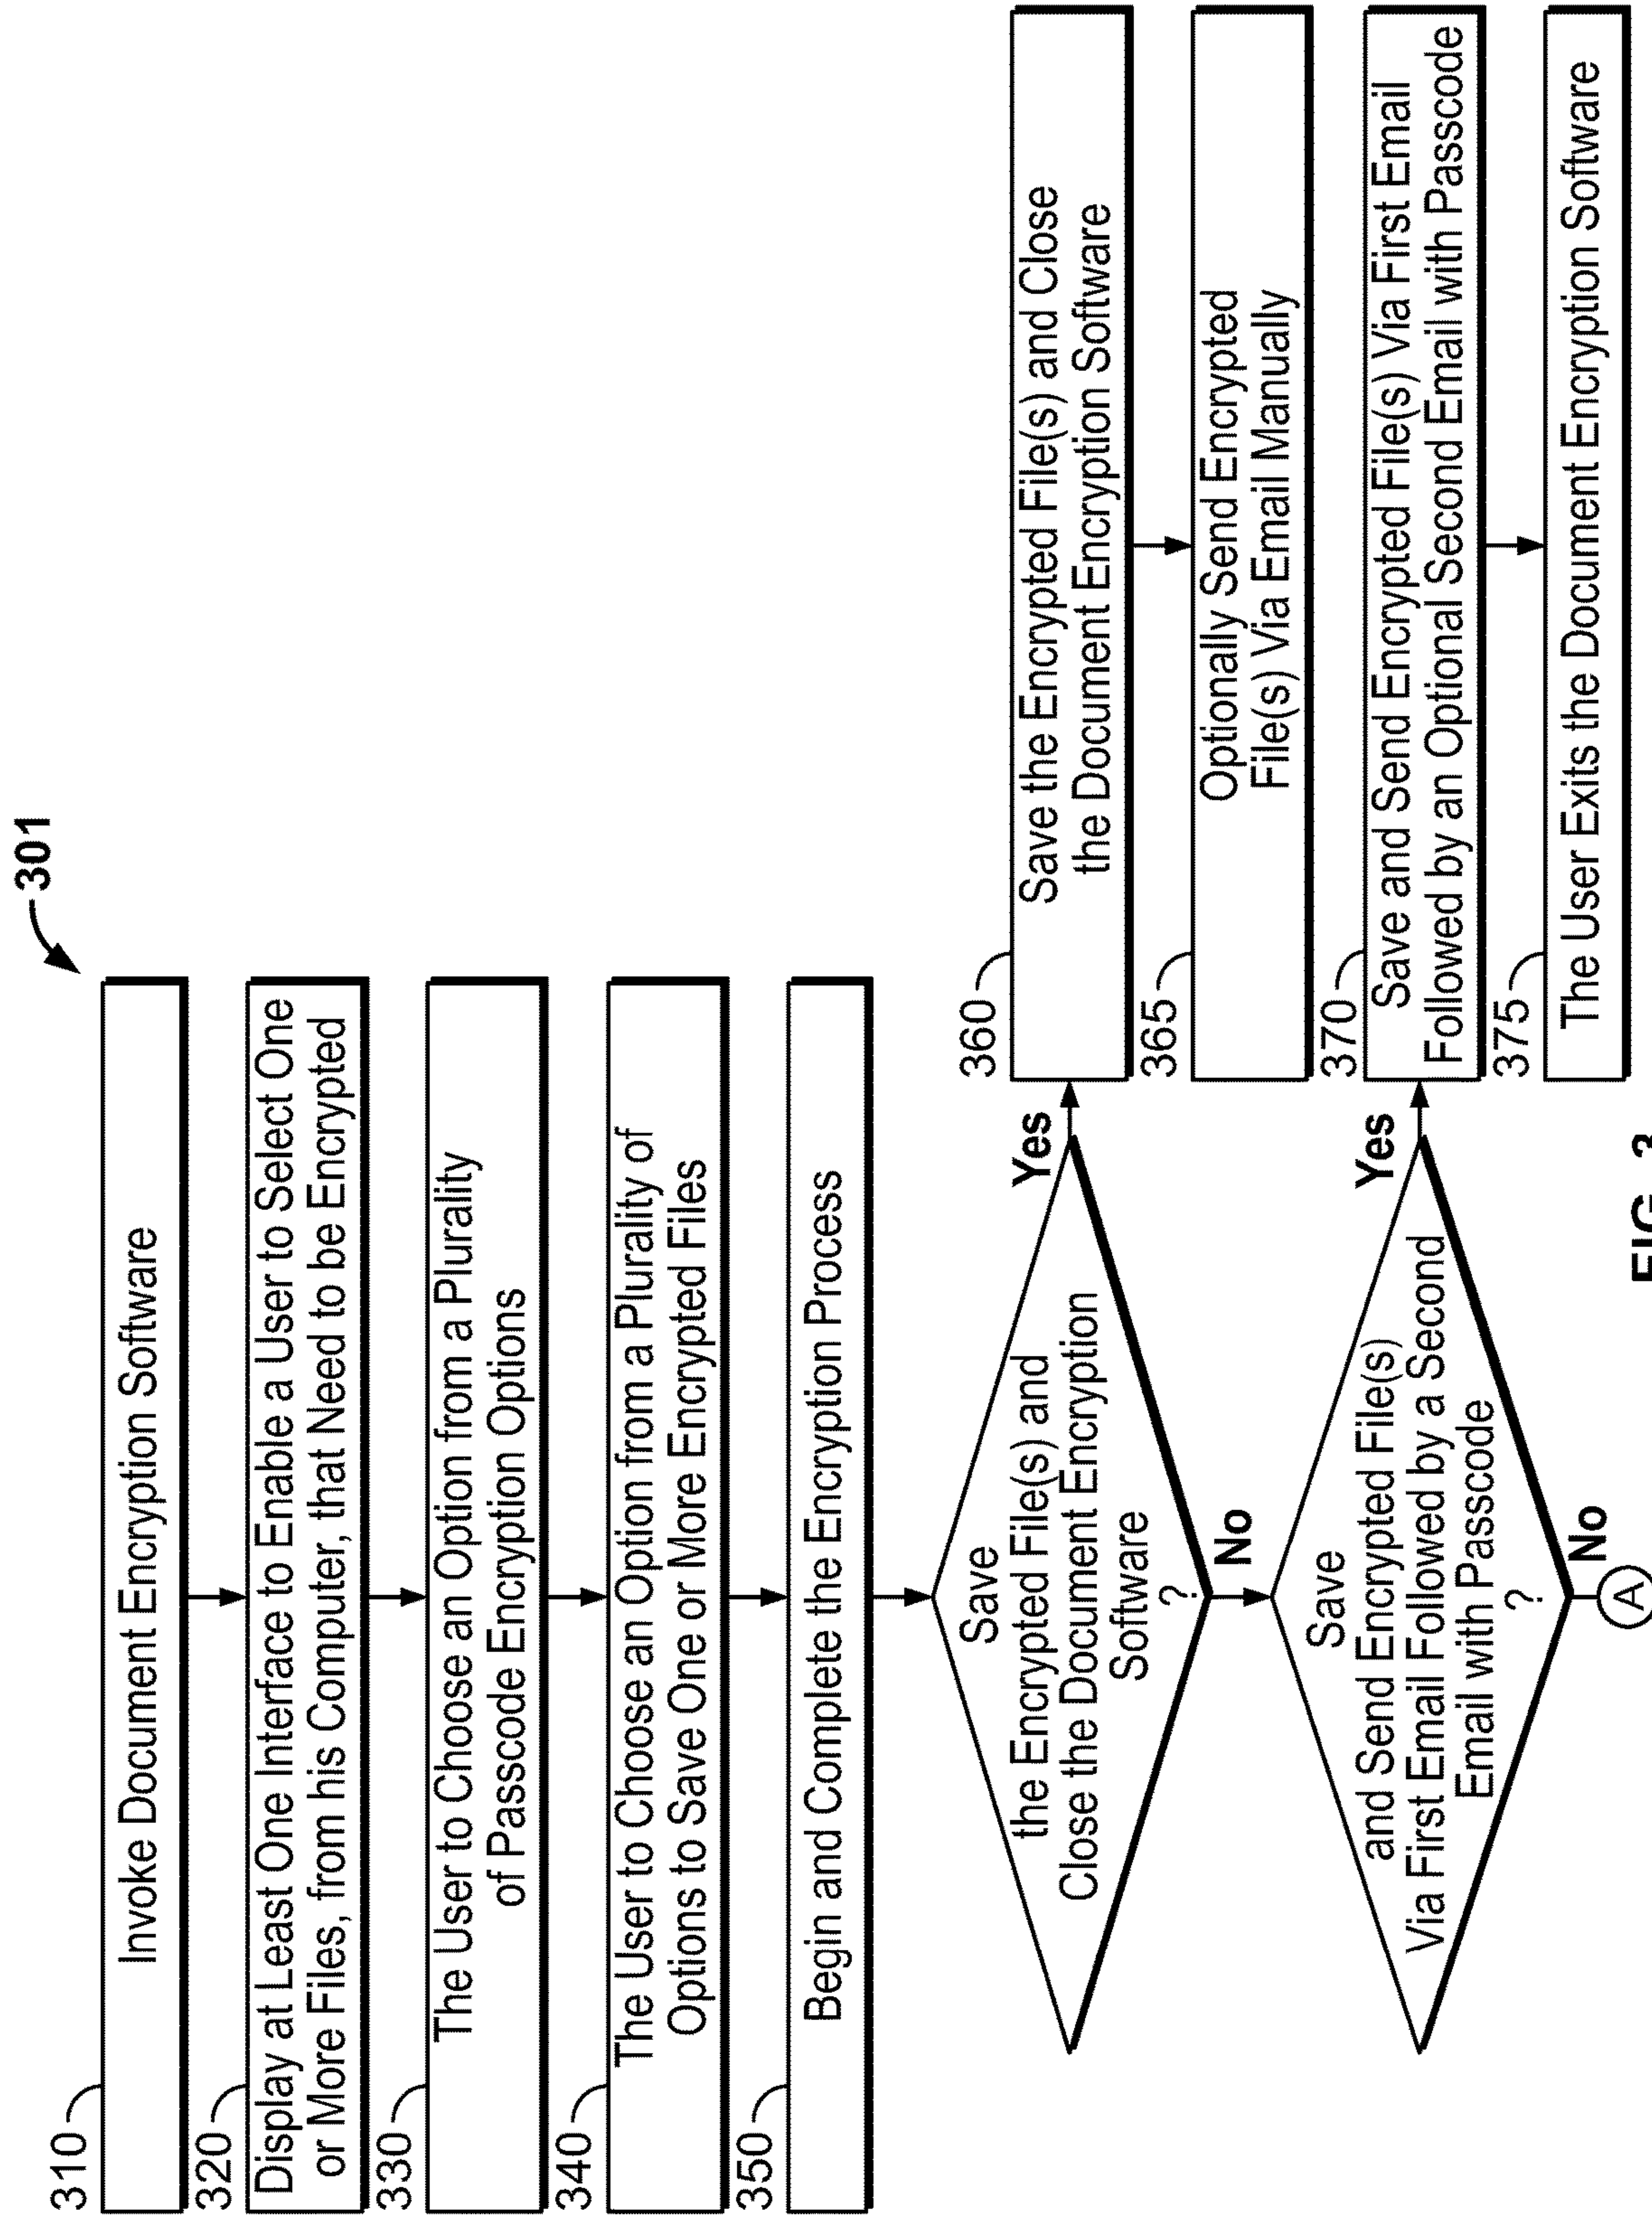 301
310
Invoke Document Encryption Software
320
Display at Least One Interface to Enable a User to Select One
or More Files, from his Computer, that Need to be Encrypted
330
The User to Choose an Option from a Plurality
of Passcode Encryption Options
340
The User to Choose an Option from a Plurality of
Options to Save One or More Encrypted Files
350
Begin and Complete the Encryption Process
Save
the Encrypted File(s) and
Close the Document Encryption
Software
?
Yes
No
360
Save the Encrypted File(s) and Close
the Document Encryption Software
365
Optionally Send Encrypted
File(s) Via Email Manually
Save
and Send Encrypted File(s)
Via First Email Followed by a Second
Email with Passcode
?
Yes
No
370
Save and Send Encrypted File(s) Via First Email
Followed by an Optional Second Email with Passcode
375
The User Exits the Document Encryption Software
A
FIG. 3